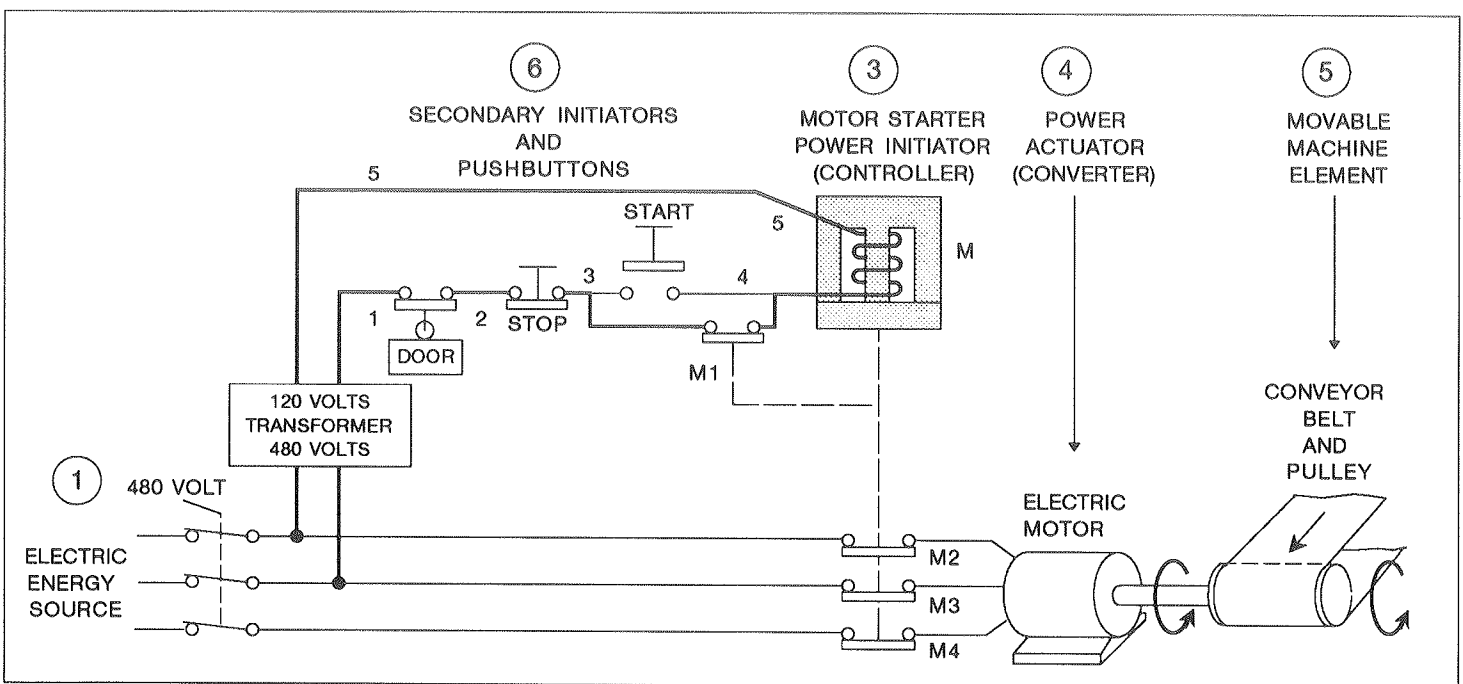 6
SECONDARY INITIATORS
AND
PUSHBUTTONS
3
MOTOR STARTER
POWER INITIATOR
(CONTROLLER)
4
POWER
ACTUATOR
(CONVERTER)
5
MOVABLE
MACHINE
ELEMENT
5
START
5
M
3
4
1
2
STOP
DOOR
M1
120 VOLTS
TRANSFORMER
480 VOLTS
CONVEYOR
BELT
AND
PULLEY
1
480 VOLT
ELECTRIC
ENERGY
SOURCE
ELECTRIC
MOTOR
M2
M3
M4